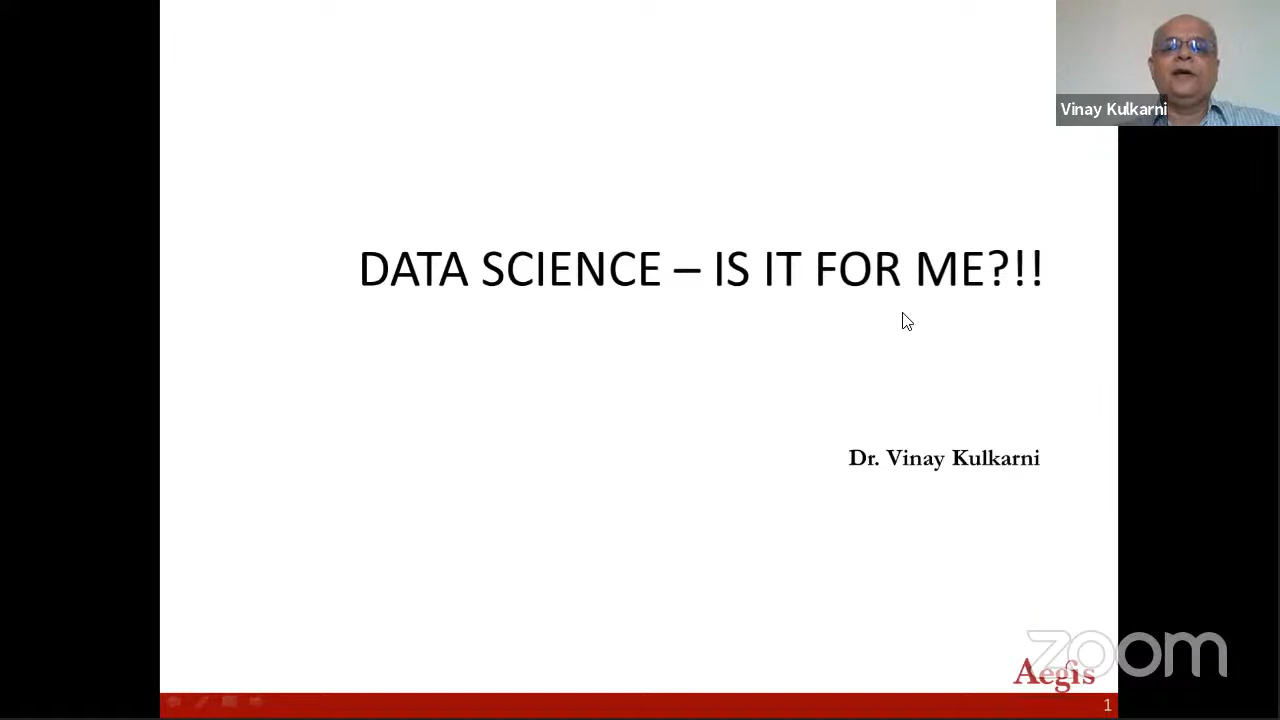 Vinay Kulkarni
DATA SCIENCE – IS IT FOR ME?!!
Dr. Vinay Kulkarni
zoom
Aegis
1